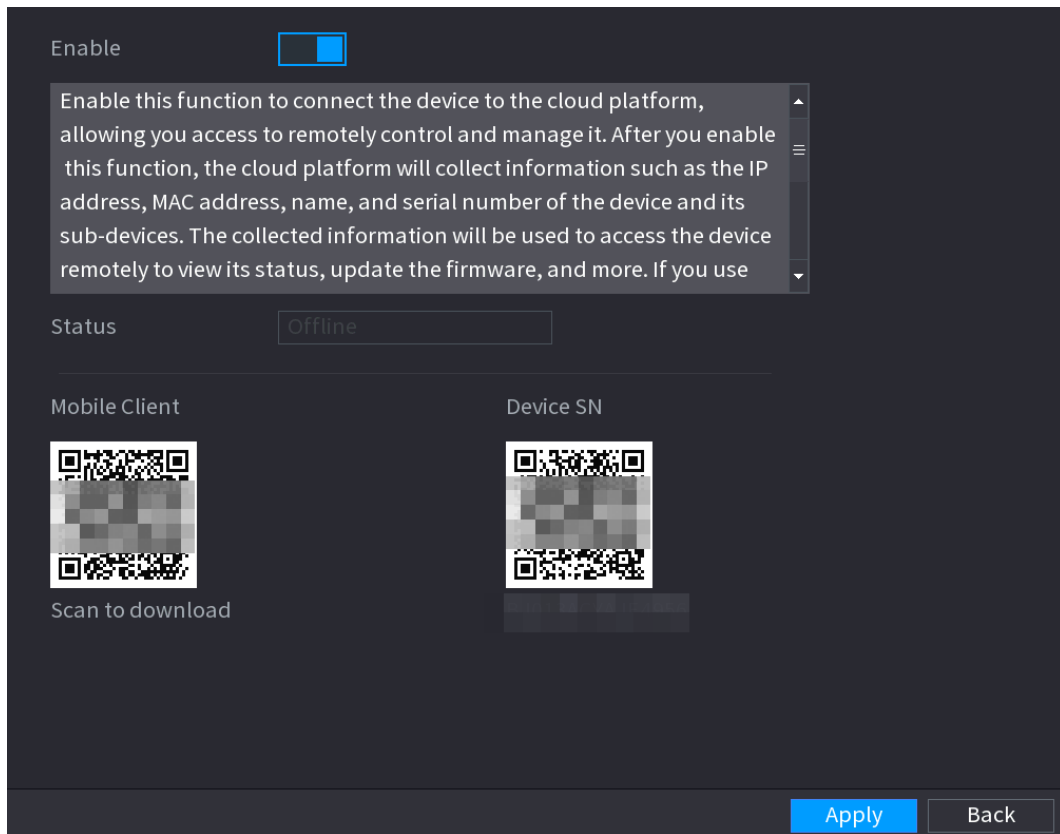 Enable
Enable this function to connect the device to the cloud platform,
allowing you access to remotely control and manage it. After you enable
this function, the cloud platform will collect information such as the IP
address, MAC address, name, and serial number of the device and its
sub-devices. The collected information will be used to access the device
remotely to view its status, update the firmware, and more. If you use
Status Offline
Mobile Client Device SN
Scan to download
Apply Back